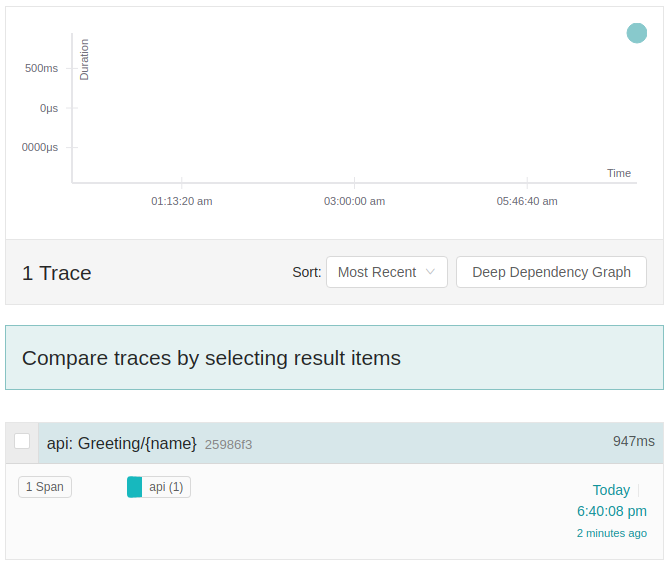 Duration
500ms
0µs
0000µs
Time
01:13:20 am
03:00:00 am
05:46:40 am
1 Trace
Sort: Most Recent
Deep Dependency Graph
Compare traces by selecting result items
api: Greeting/{name} 25986f3
947ms
1 Span
api (1)
Today
6:40:08 pm
2 minutes ago